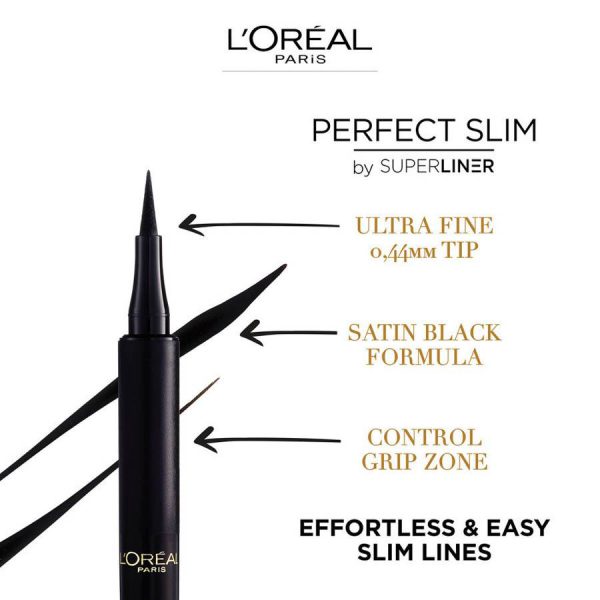 L'ORÉAL
PARIS
PERFECT SLIM
by SUPERLINER
ULTRA FINE
0,44MM TIP
SATIN BLACK
FORMULA
CONTROL
GRIP ZONE
EFFORTLESS & EASY
SLIM LINES
L'ORÉAL
PARIS